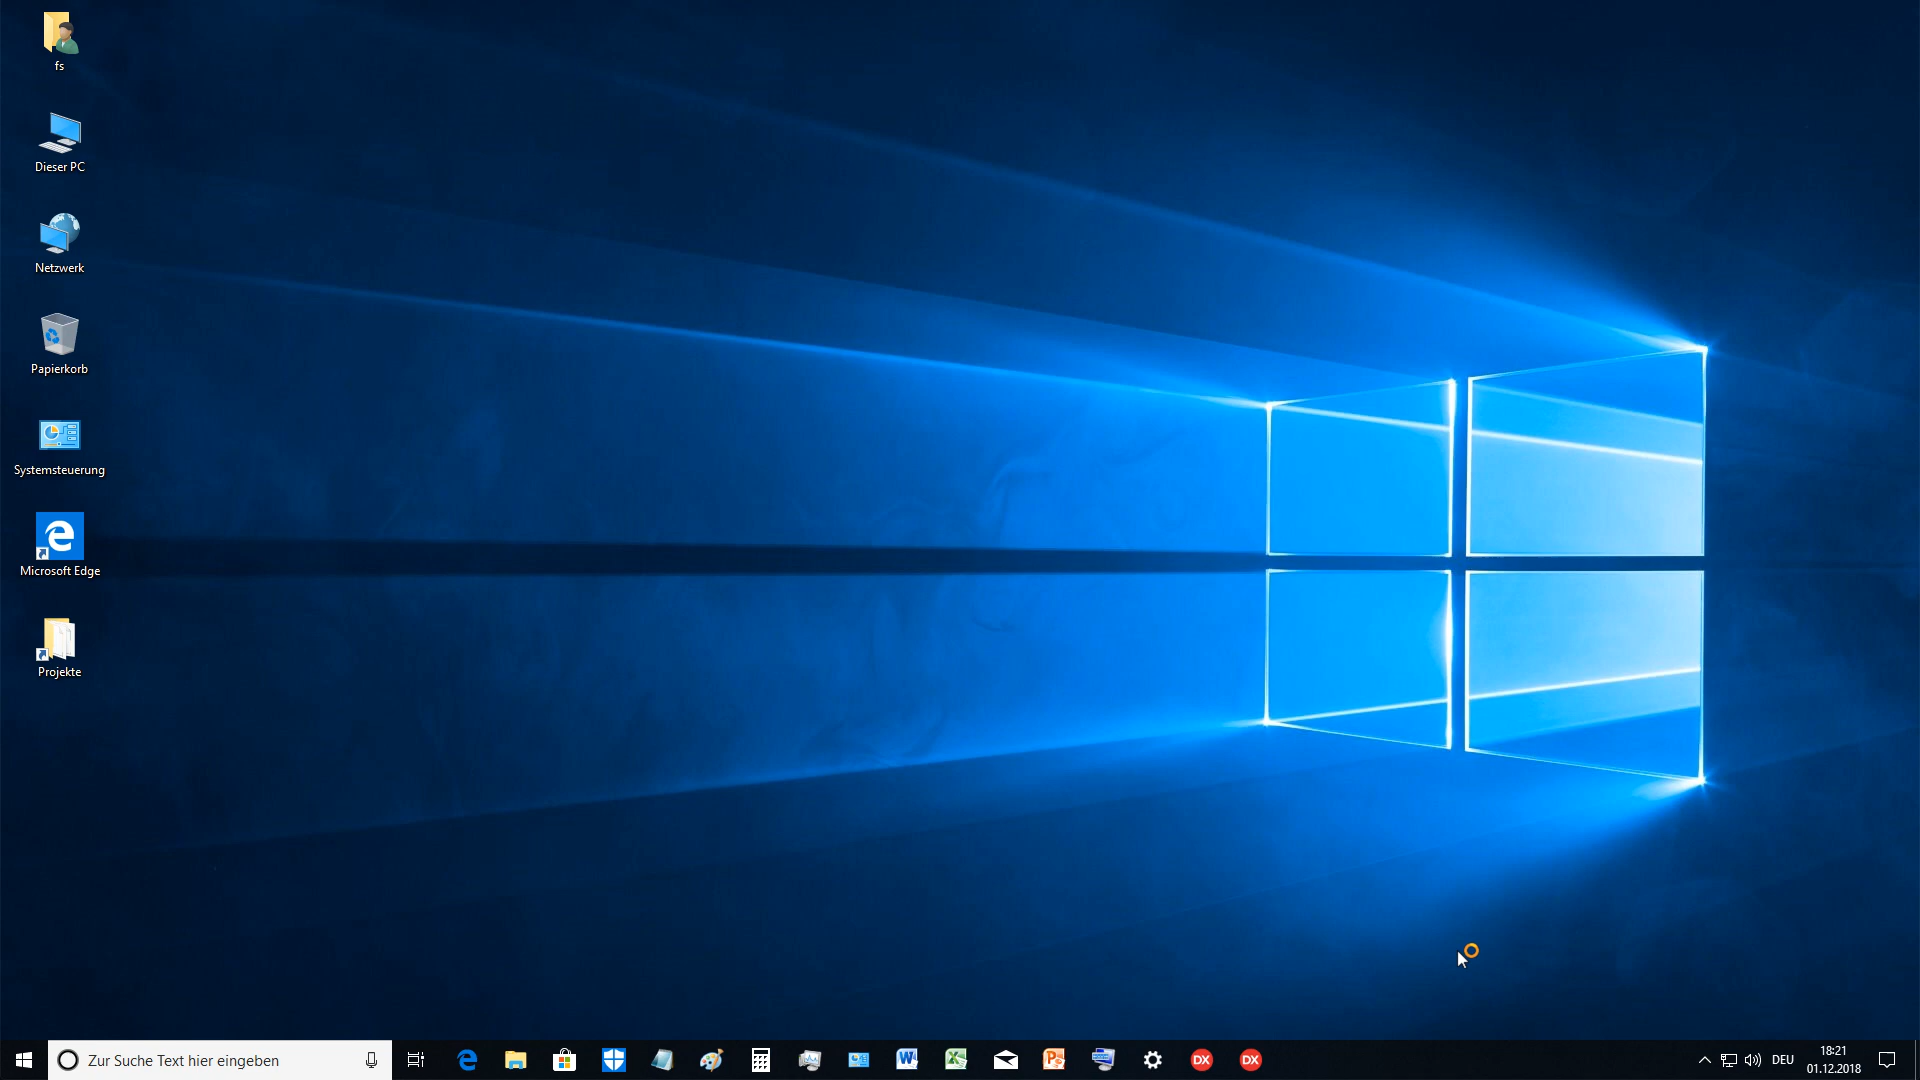 fs
Dieser PC
Netzwerk
Papierkorb
Systemsteuerung
Microsoft Edge
Projekte
Zur Suche Text hier eingeben
DX
DX
DEU
18:21
01.12.2018